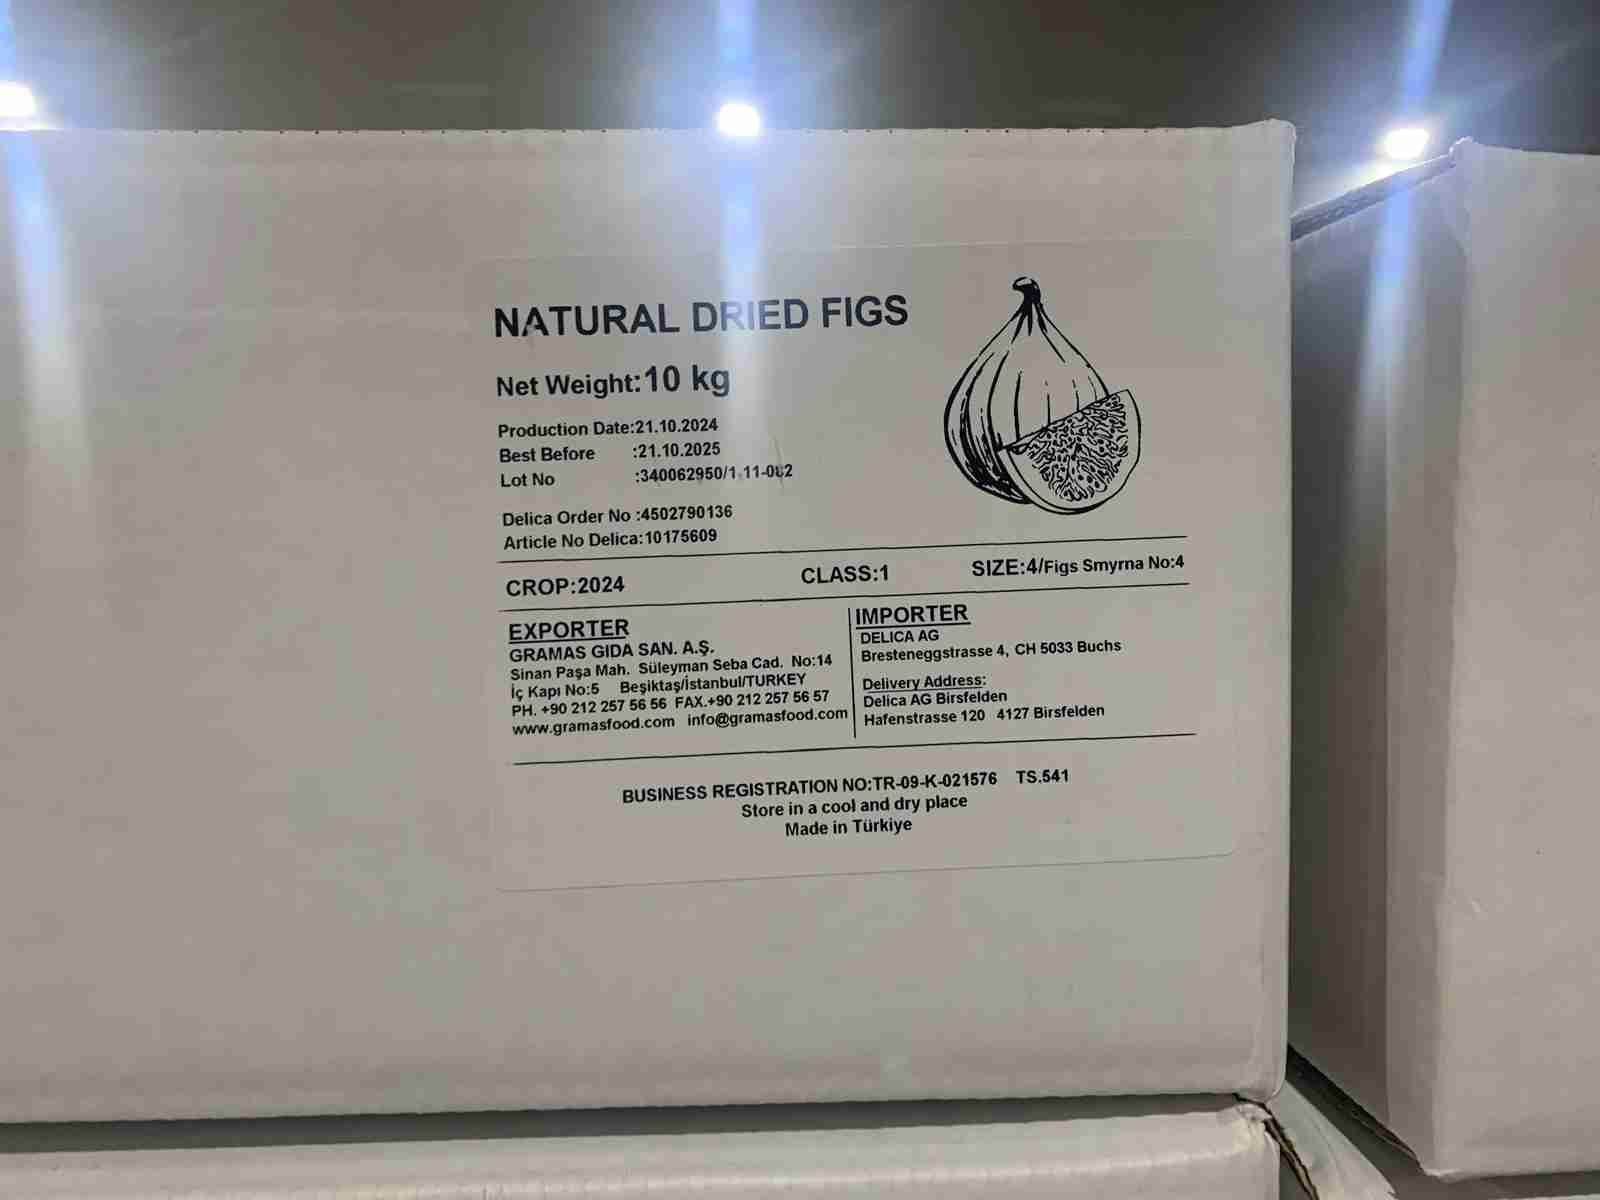 NATURAL DRIED FIGS
Net Weight:10 kg
Production Date:21.10.2024
Best Before :21.10.2025
Lot No :340062950/1 11-002
Delica Order No :4502790136
Article No Delica:10175609
CROP:2024 CLASS:1 SIZE:4/Figs Smyrna No:4
EXPORTER
GRAMAS GIDA SAN. A.Ş.
Sinan Paşa Mah. Süleyman Seba Cad. No:14
İç Kapı No:5 Beşiktaş/İstanbul/TURKEY
PH. +90 212 257 56 56 FAX.+90 212 257 56 57
www.gramasfood.com info@gramasfood.com
IMPORTER
DELICA AG
Bresteneggstrasse 4, CH 5033 Buchs
Delivery Address:
Delica AG Birsfelden
Hafenstrasse 120 4127 Birsfelden
BUSINESS REGISTRATION NO:TR-09-K-021576 TS.541
Store in a cool and dry place
Made in Türkiye